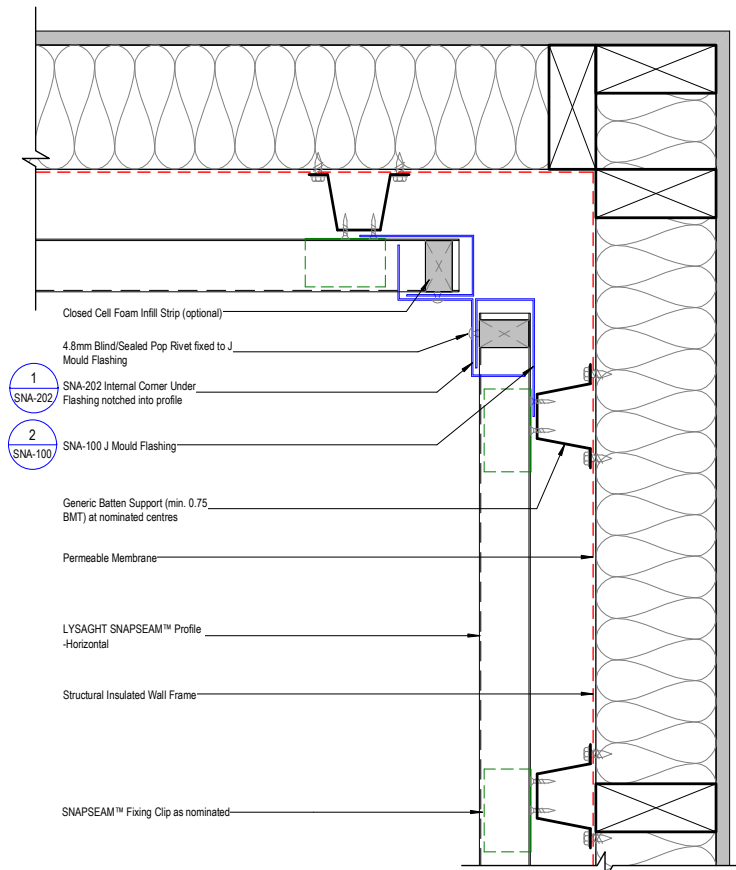 Closed Cell Foam Infill Strip (optional)
4.8mm Blind/Sealed Pop Rivet fixed to J
Mould Flashing
1
SNA-202
SNA-202 Internal Corner Under
Flashing notched into profile
2
SNA-100
SNA-100 J Mould Flashing
Generic Batten Support (min. 0.75
BMT) at nominated centres
Permeable Membrane
LYSAGHT SNAPSEAM™ Profile
-Horizontal
Structural Insulated Wall Frame
SNAPSEAM™ Fixing Clip as nominated